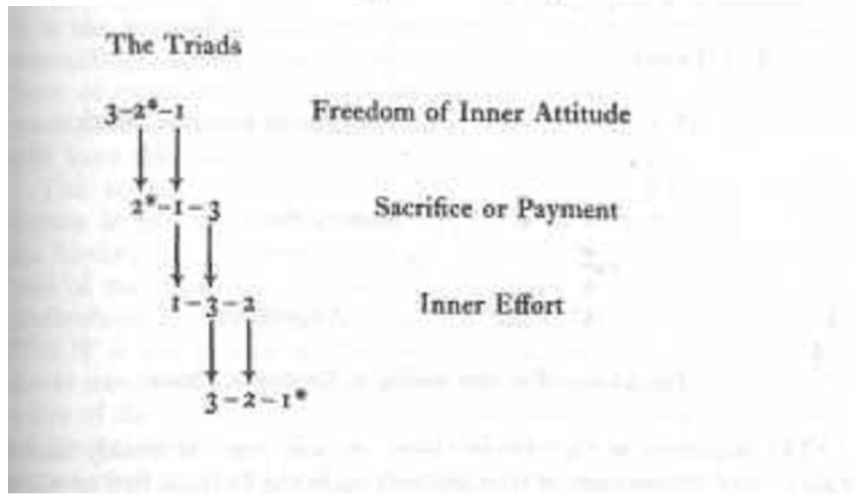 The Triads
3-2*-1 Freedom of Inner Attitude
2*-1-3 Sacrifice or Payment
1-3-2 Inner Effort
3-2-1*